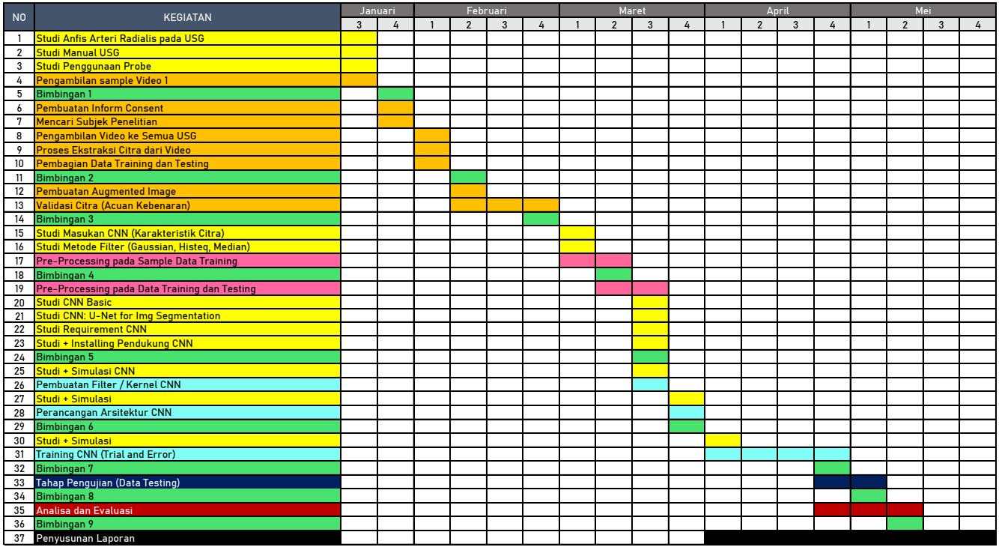 NO KEGIATAN Januari Februari Maret April Mei
3 4 1 2 3 4 1 2 3 4 1 2 3 4 1 2 3 4
1 Studi Anfis Arteri Radialis pada USG
2 Studi Manual USG
3 Studi Penggunaan Probe
4 Pengambilan sample Video 1
5 Bimbingan 1
6 Pembuatan Inform Consent
7 Mencari Subjek Penelitian
8 Pengambilan Video ke Semua USG
9 Proses Ekstraksi Citra dari Video
10 Pembagian Data Training dan Testing
11 Bimbingan 2
12 Pembuatan Augmented Image
13 Validasi Citra (Acuan Kebenaran)
14 Bimbingan 3
15 Studi Masukan CNN (Karakteristik Citra)
16 Studi Metode Filter (Gaussian, Histeq, Median)
17 Pre-Processing pada Sample Data Training
18 Bimbingan 4
19 Pre-Processing pada Data Training dan Testing
20 Studi CNN Basic
21 Studi CNN: U-Net for Img Segmentation
22 Studi Requirement CNN
23 Studi + Installing Pendukung CNN
24 Bimbingan 5
25 Studi + Simulasi CNN
26 Pembuatan Filter / Kernel CNN
27 Studi + Simulasi
28 Perancangan Arsitektur CNN
29 Bimbingan 6
30 Studi + Simulasi
31 Training CNN (Trial and Error)
32 Bimbingan 7
33 Tahap Pengujian (Data Testing)
34 Bimbingan 8
35 Analisa dan Evaluasi
36 Bimbingan 9
37 Penyusunan Laporan